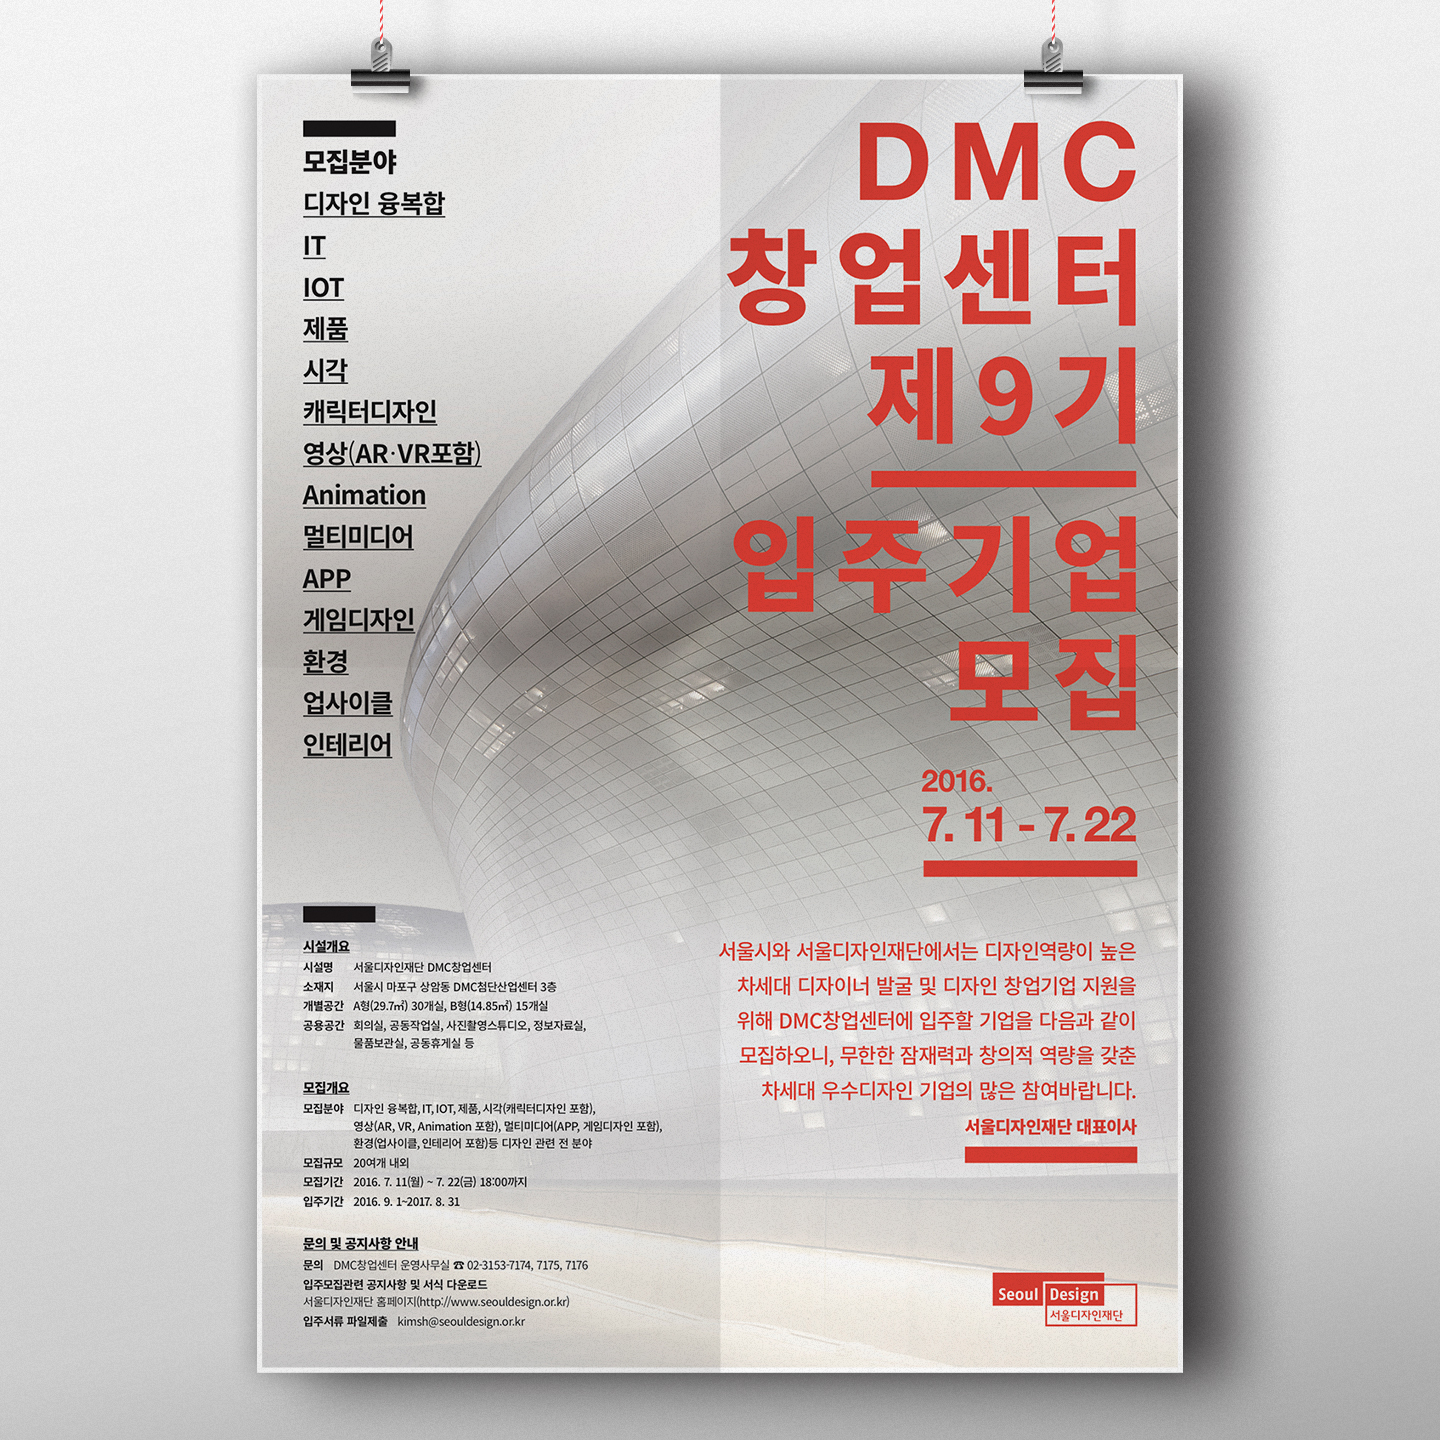 모집분야
디자인 융복합
IT
IOT
제품
시각
캐릭터디자인
영상(AR·VR포함)
Animation
멀티미디어
APP
게임디자인
환경
업사이클
인테리어
DMC
창업센터
제9기
입주기업
모집
2016.
7. 11 - 7. 22
서울시와 서울디자인재단에서는 디자인역량이 높은
차세대 디자이너 발굴 및 디자인 창업기업 지원을
위해 DMC창업센터에 입주할 기업을 다음과 같이
모집하오니, 무한한 잠재력과 창의적 역량을 갖춘
차세대 우수디자인 기업의 많은 참여바랍니다.
서울디자인재단 대표이사
시설개요
시설명 서울디자인재단 DMC창업센터
소재지 서울시 마포구 상암동 DMC첨단산업센터 3층
개별공간 A형(29.7㎡) 30개실, B형(14.85㎡) 15개실
공용공간 회의실, 공동작업실, 사진촬영스튜디오, 정보자료실,
물품보관실, 공동휴게실 등
모집개요
모집분야 디자인 융복합, IT, IOT, 제품, 시각(캐릭터디자인 포함),
영상(AR, VR, Animation 포함), 멀티미디어(APP, 게임디자인 포함),
환경(업사이클, 인테리어 포함)등 디자인 관련 전 분야
모집규모 20여개 내외
모집기간 2016. 7. 11(월) ~ 7. 22(금) 18:00까지
입주기간 2016. 9. 1~2017. 8. 31
문의 및 공지사항 안내
문의 DMC창업센터 운영사무실 ☎ 02-3153-7174, 7175, 7176
입주모집관련 공지사항 및 서식 다운로드
서울디자인재단 홈페이지(http://www.seouldesign.or.kr)
입주서류 파일제출 kimsh@seouldesign.or.kr
Seoul Design
서울디자인재단